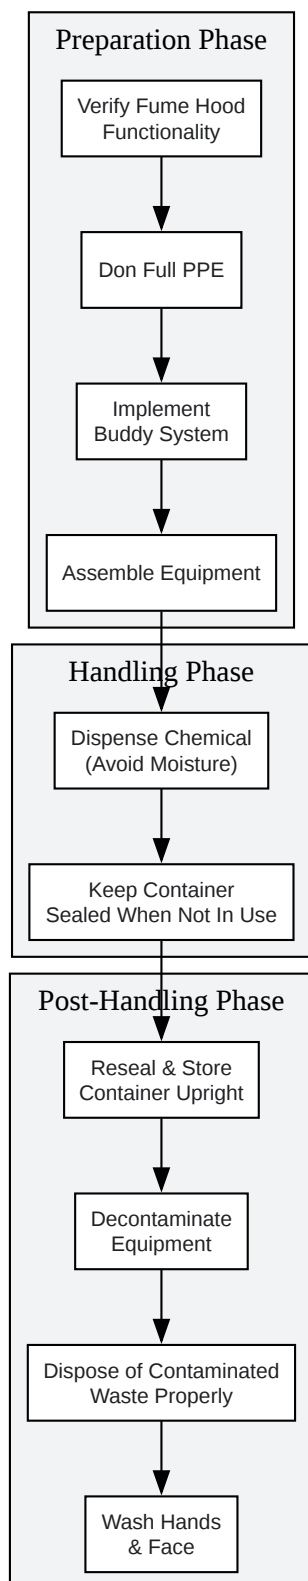 Preparation Phase
Verify Fume Hood
Functionality
Don Full PPE
Implement
Buddy System
Assemble Equipment
Handling Phase
Dispense Chemical
(Avoid Moisture)
Keep Container
Sealed When Not In Use
Post-Handling Phase
Reseal & Store
Container Upright
Decontaminate
Equipment
Dispose of Contaminated
Waste Properly
Wash Hands
& Face